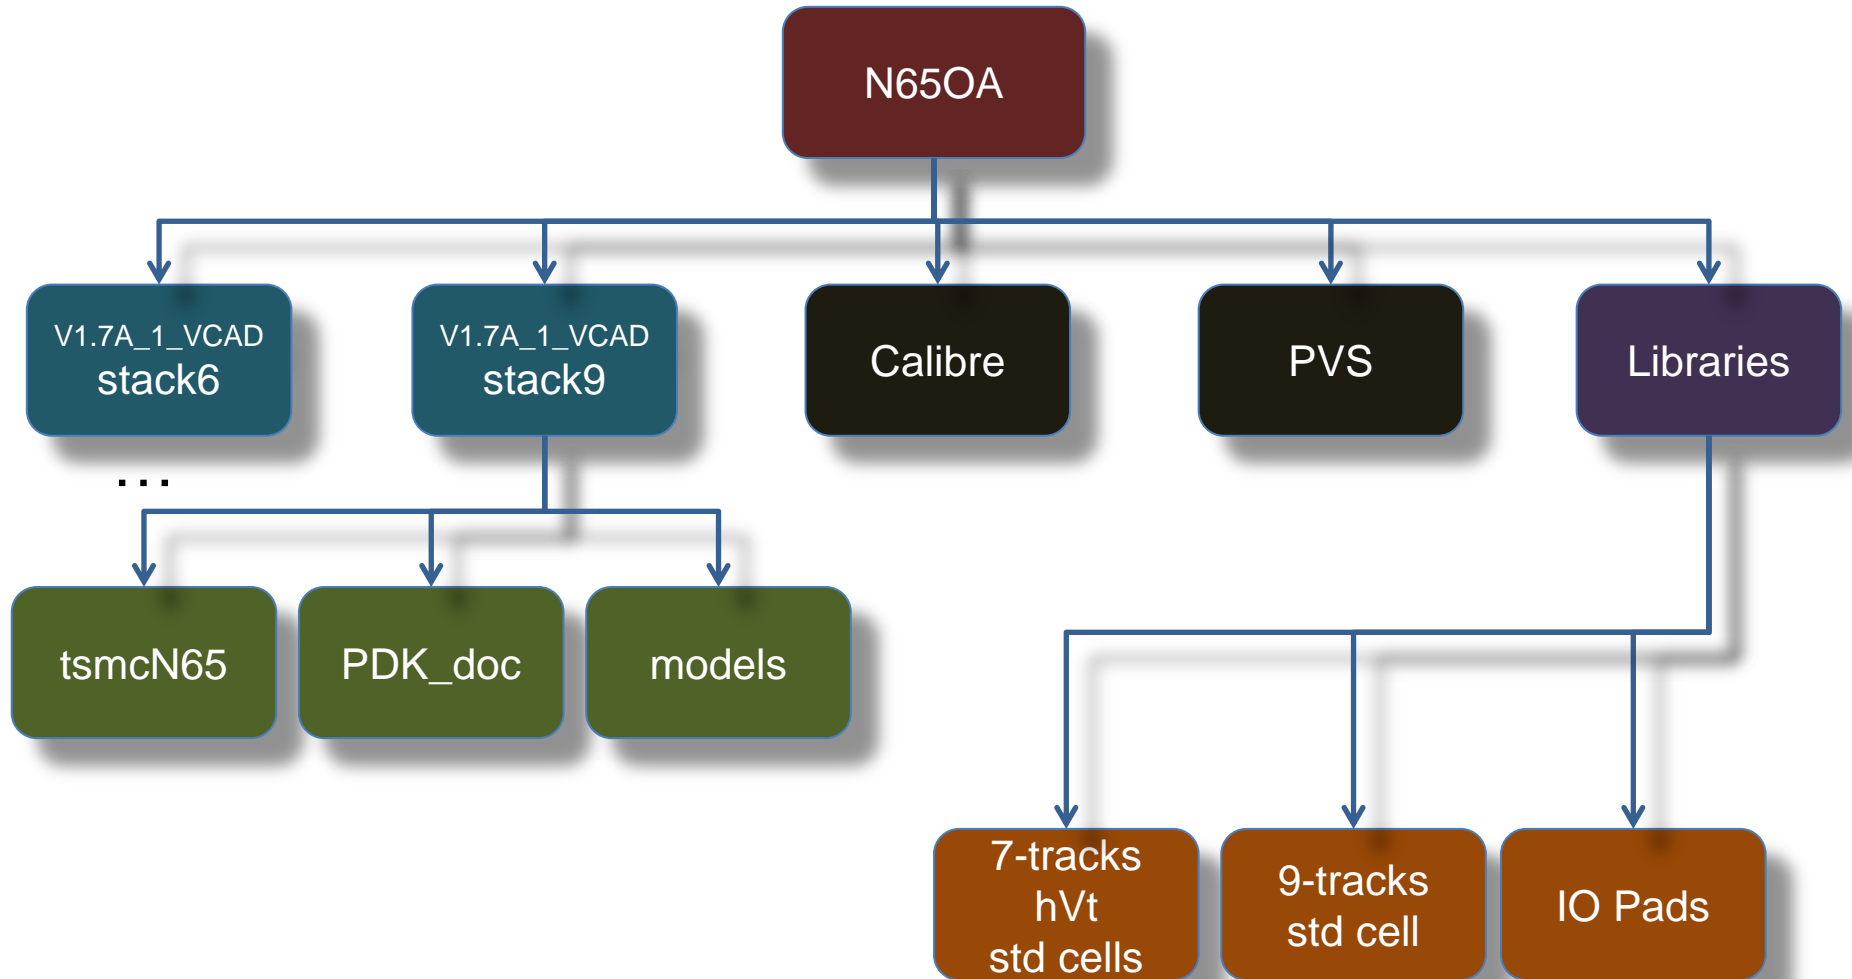 N65OA
V1.7A_1_VCAD
stack6
V1.7A_1_VCAD
stack9
Calibre
PVS
Libraries
...
tsmcN65
PDK_doc
models
7-tracks
hVt
std cells
9-tracks
std cell
IO Pads